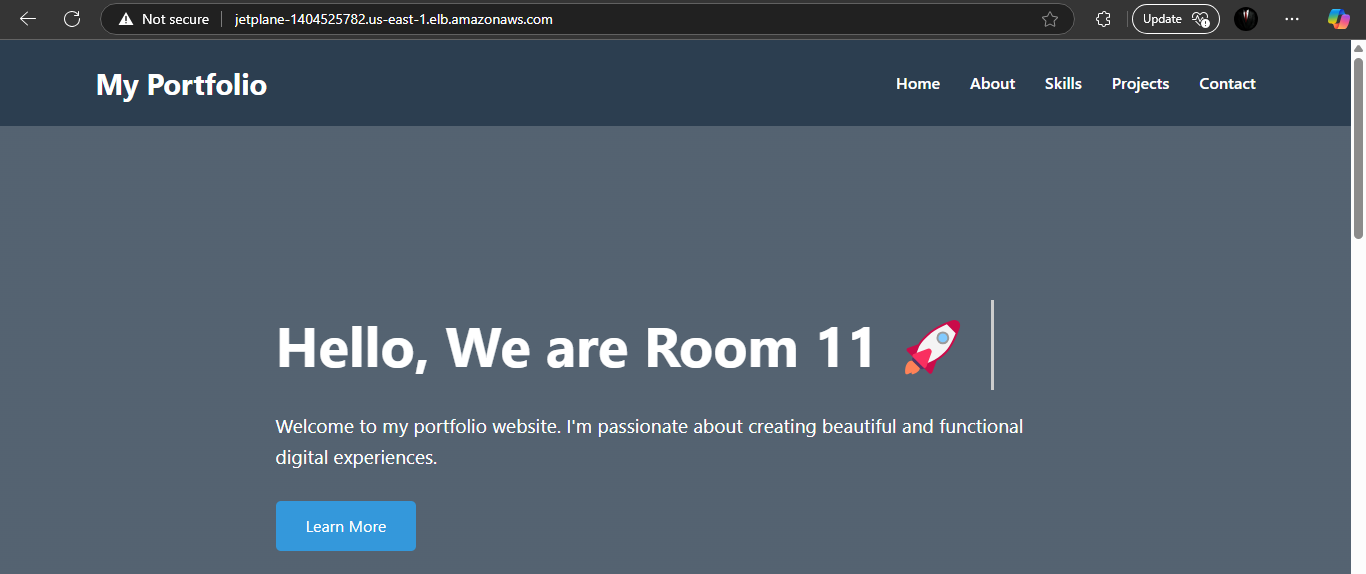 Not secure jetplane-1404525782.us-east-1.elb.amazonaws.com Update
My Portfolio Home About Skills Projects Contact
Hello, We are Room 11 🚀
Welcome to my portfolio website. I'm passionate about creating beautiful and functional
digital experiences.
Learn More